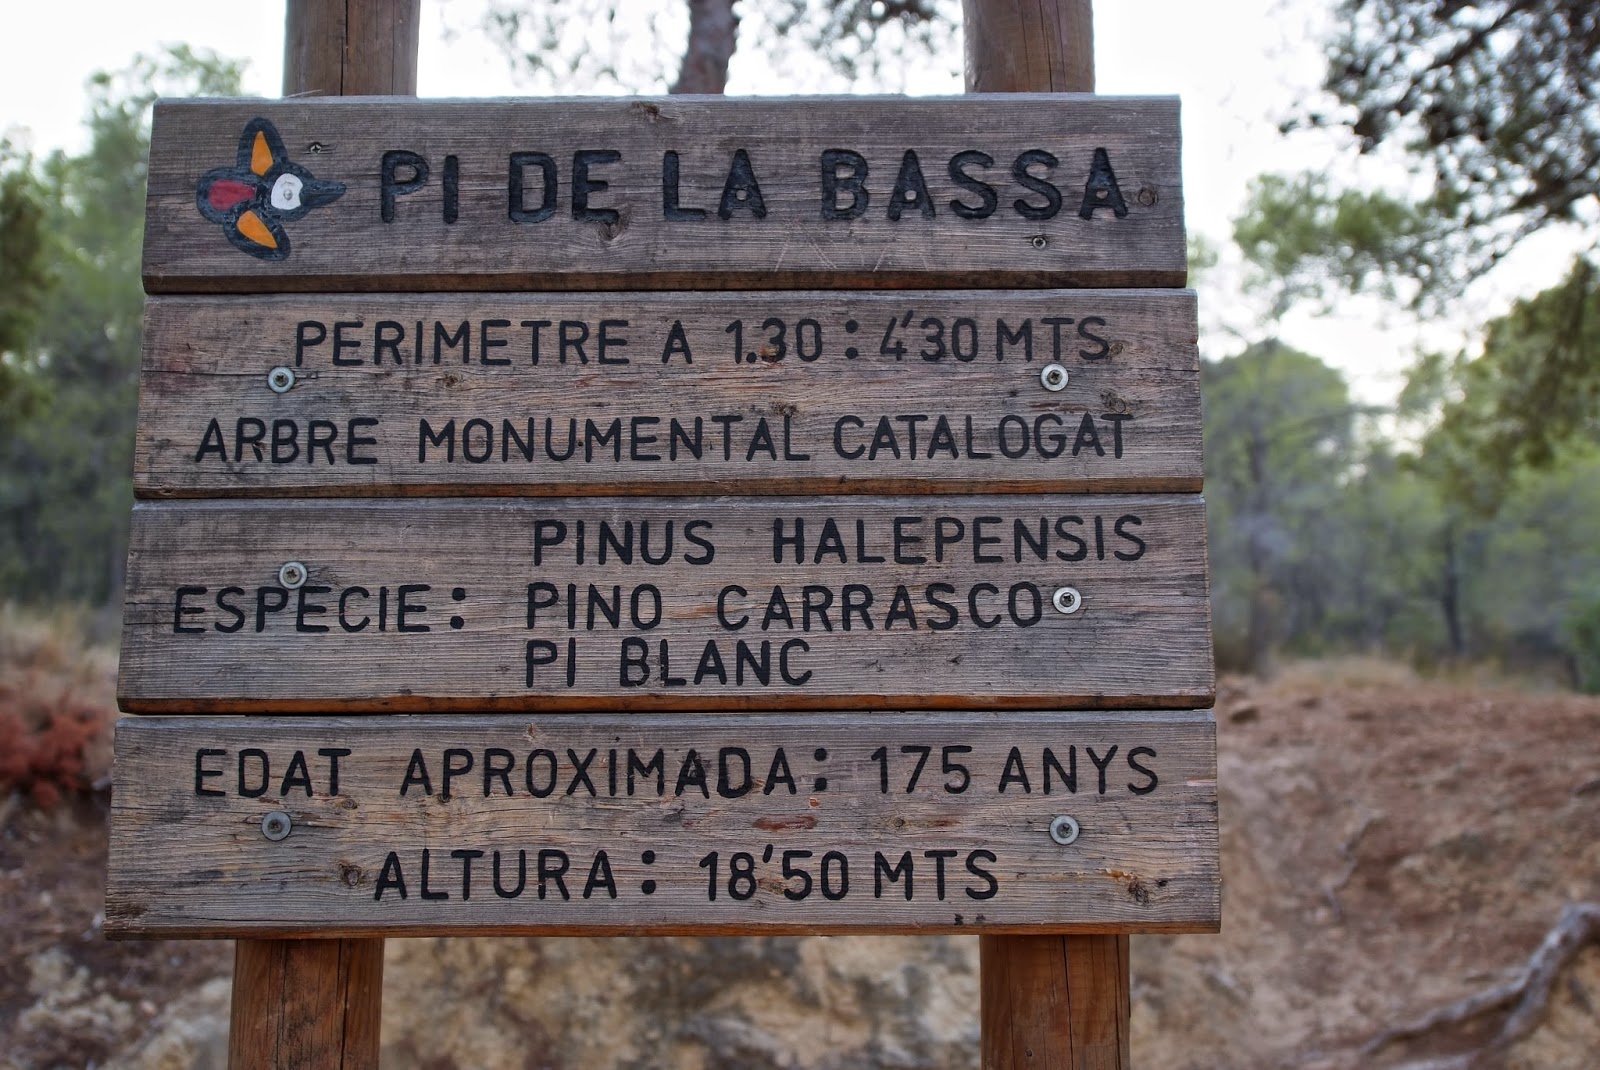 PI DE LA BASSA
PERIMETRE A 1.30 : 4'30 MTS.
ARBRE MONUMENTAL CATALOGAT
PINUS HALEPENSIS
ESPECIE: PINO CARRASCO
PI BLANC
EDAT APROXIMADA: 175 ANYS
ALTURA: 18'50 MTS